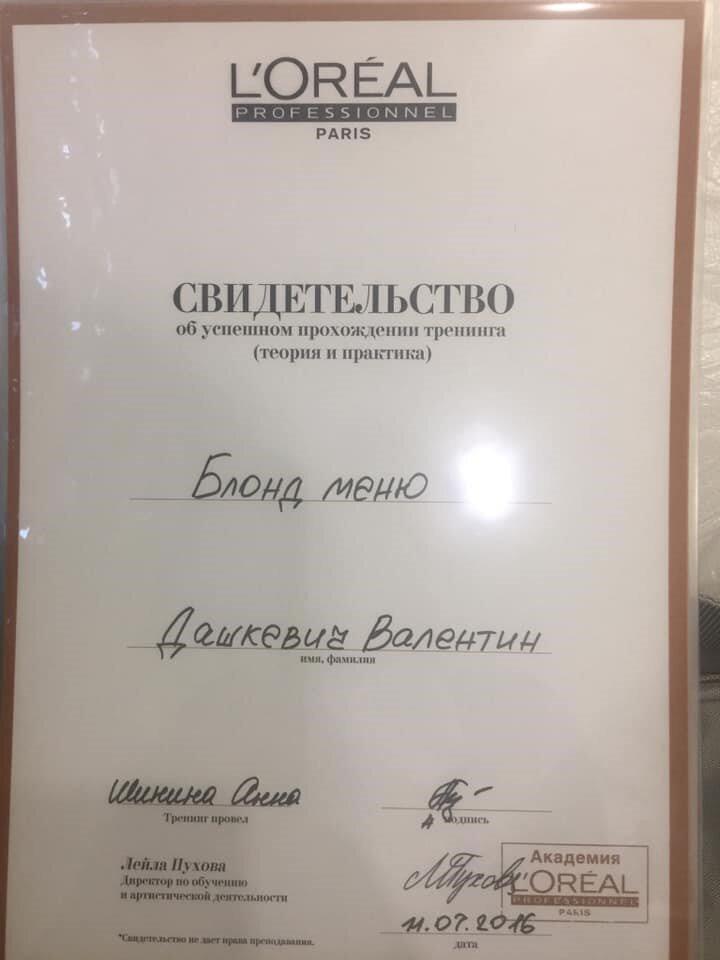 L'ORÉAL
PROFESSIONNEL
PARIS
СВИДЕТЕЛЬСТВО
об успешном прохождении тренинга
(теория и практика)
Блонд меню
Дашкевич Валентин
имя, фамилия
Шинина Анна
Тренинг провел
подпись
Лейла Пухова
Директор по обучению
и артистической деятельности
Академия
L'ORÉAL
PROFESSIONNEL
PARIS
11.07.2016
дата
*Свидетельство не дает права преподавания.